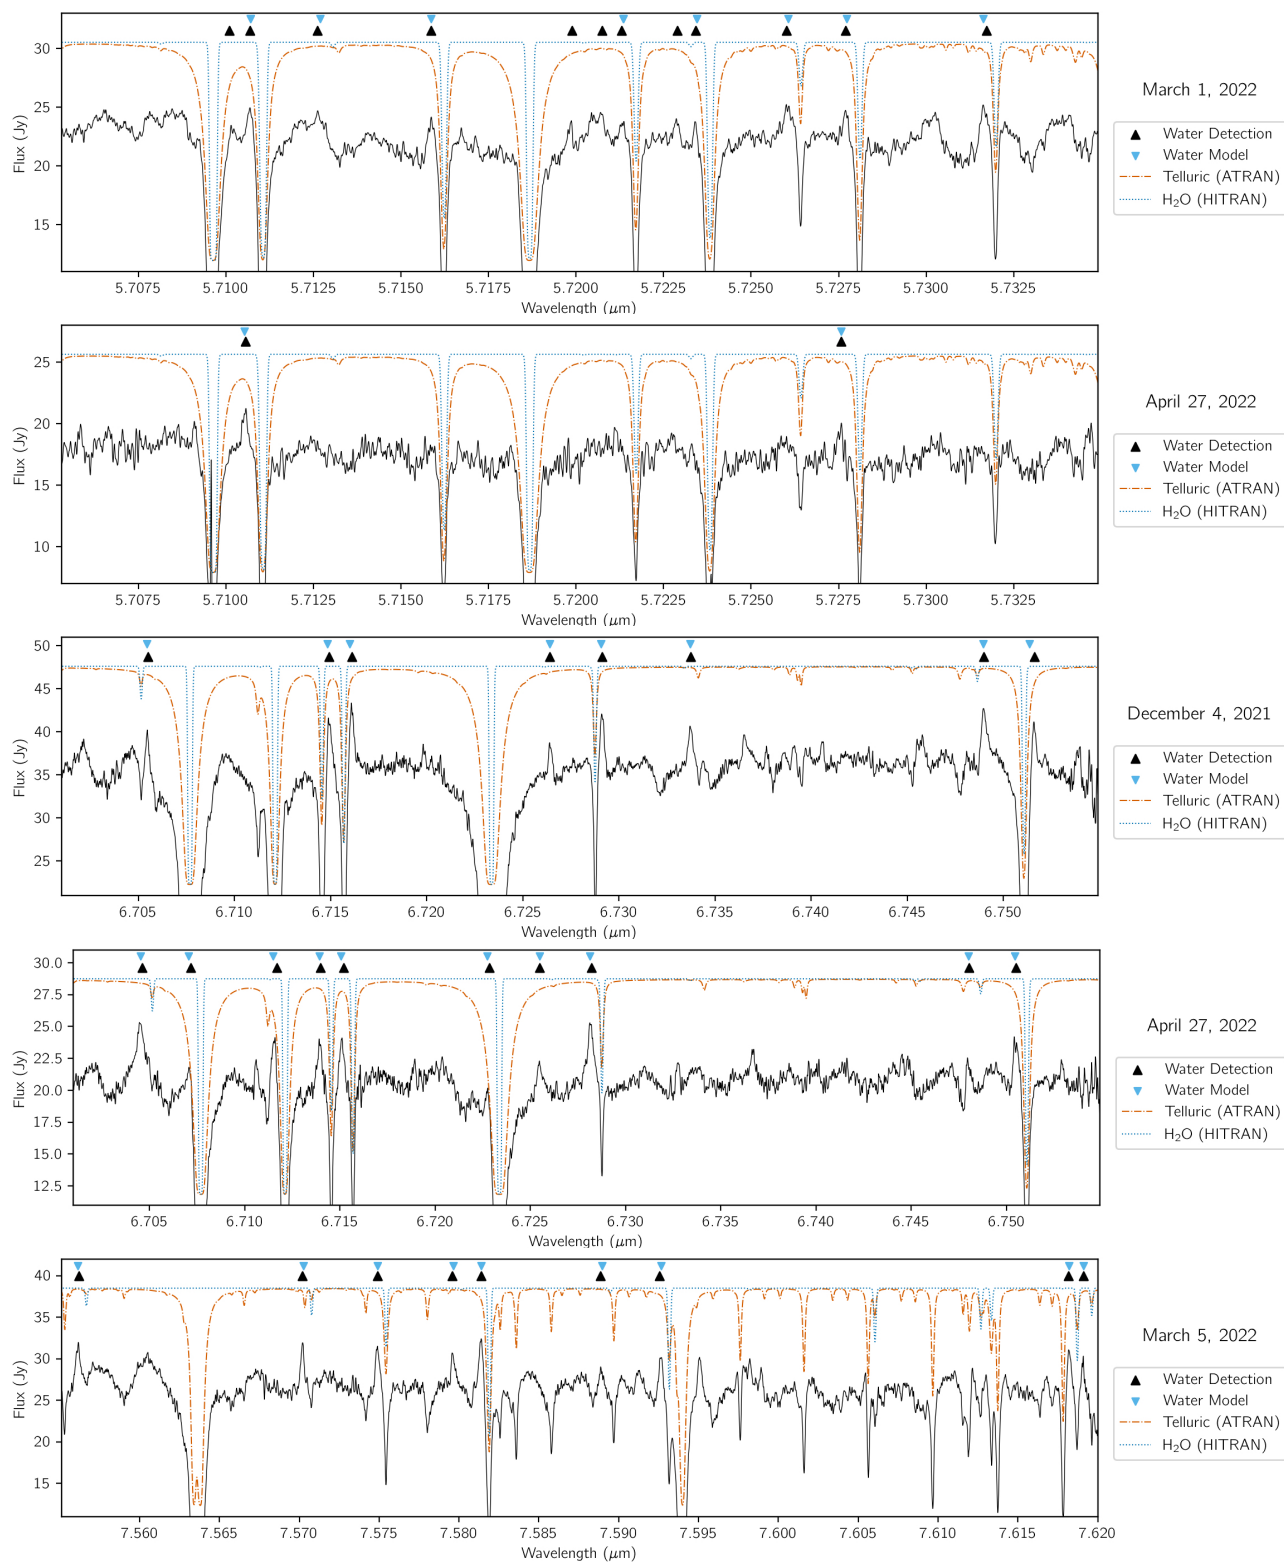 30
25
20
15
Flux (Jy)
5.7075 5.7100 5.7125 5.7150 5.7175 5.7200 5.7225 5.7250 5.7275 5.7300 5.7325
Wavelength (μm)
March 1, 2022
Water Detection
Water Model
Telluric (ATRAN)
H₂O (HITRAN)
25
20
15
10
Flux (Jy)
5.7075 5.7100 5.7125 5.7150 5.7175 5.7200 5.7225 5.7250 5.7275 5.7300 5.7325
Wavelength (μm)
April 27, 2022
Water Detection
Water Model
Telluric (ATRAN)
H₂O (HITRAN)
50
45
40
35
30
25
Flux (Jy)
6.705 6.710 6.715 6.720 6.725 6.730 6.735 6.740 6.745 6.750
Wavelength (μm)
December 4, 2021
Water Detection
Water Model
Telluric (ATRAN)
H₂O (HITRAN)
30.0
27.5
25.0
22.5
20.0
17.5
15.0
12.5
Flux (Jy)
6.705 6.710 6.715 6.720 6.725 6.730 6.735 6.740 6.745 6.750
Wavelength (μm)
April 27, 2022
Water Detection
Water Model
Telluric (ATRAN)
H₂O (HITRAN)
40
35
30
25
20
15
Flux (Jy)
7.560 7.565 7.570 7.575 7.580 7.585 7.590 7.595 7.600 7.605 7.610 7.615 7.620
Wavelength (μm)
March 5, 2022
Water Detection
Water Model
Telluric (ATRAN)
H₂O (HITRAN)